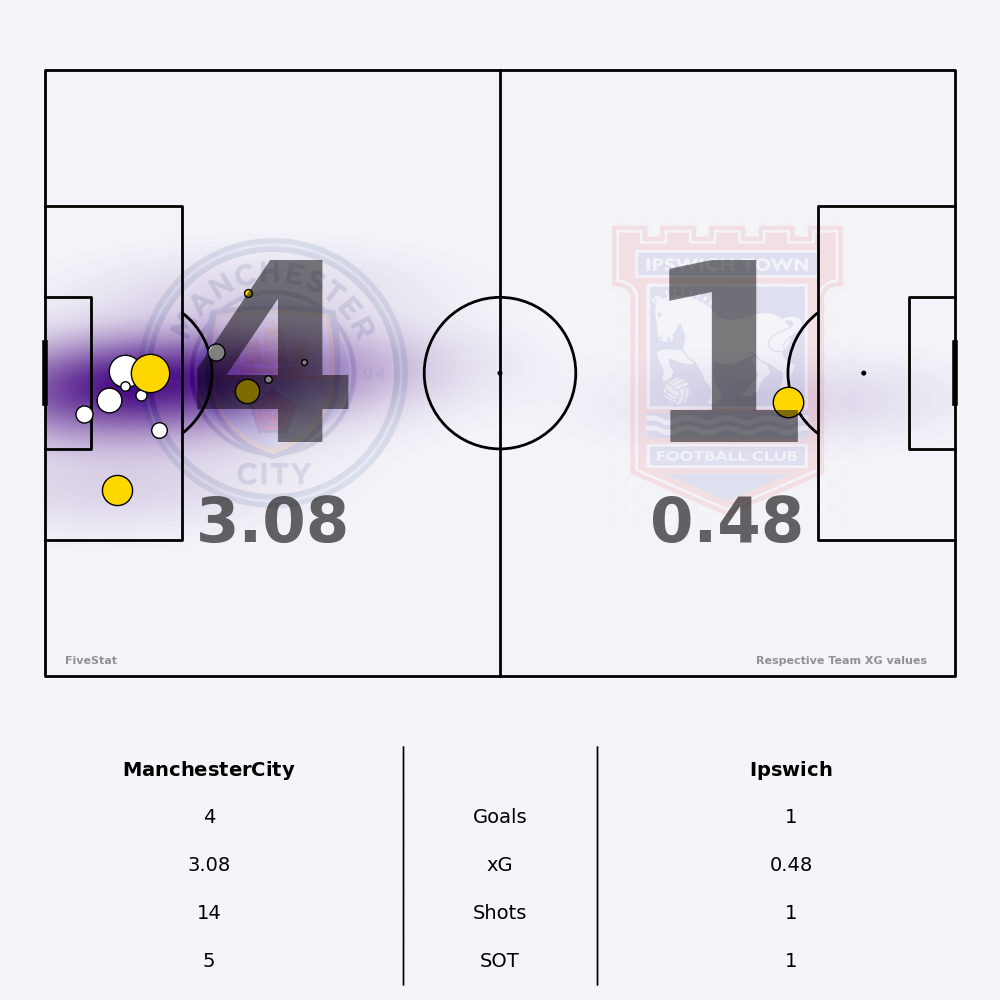 MANCHESTER
94
CITY
4
3.08
IPSWICH TOWN
1
FOOTBALL CLUB
0.48
FiveStat
Respective Team XG values
ManchesterCity Ipswich
4 Goals 1
3.08 xG 0.48
14 Shots 1
5 SOT 1